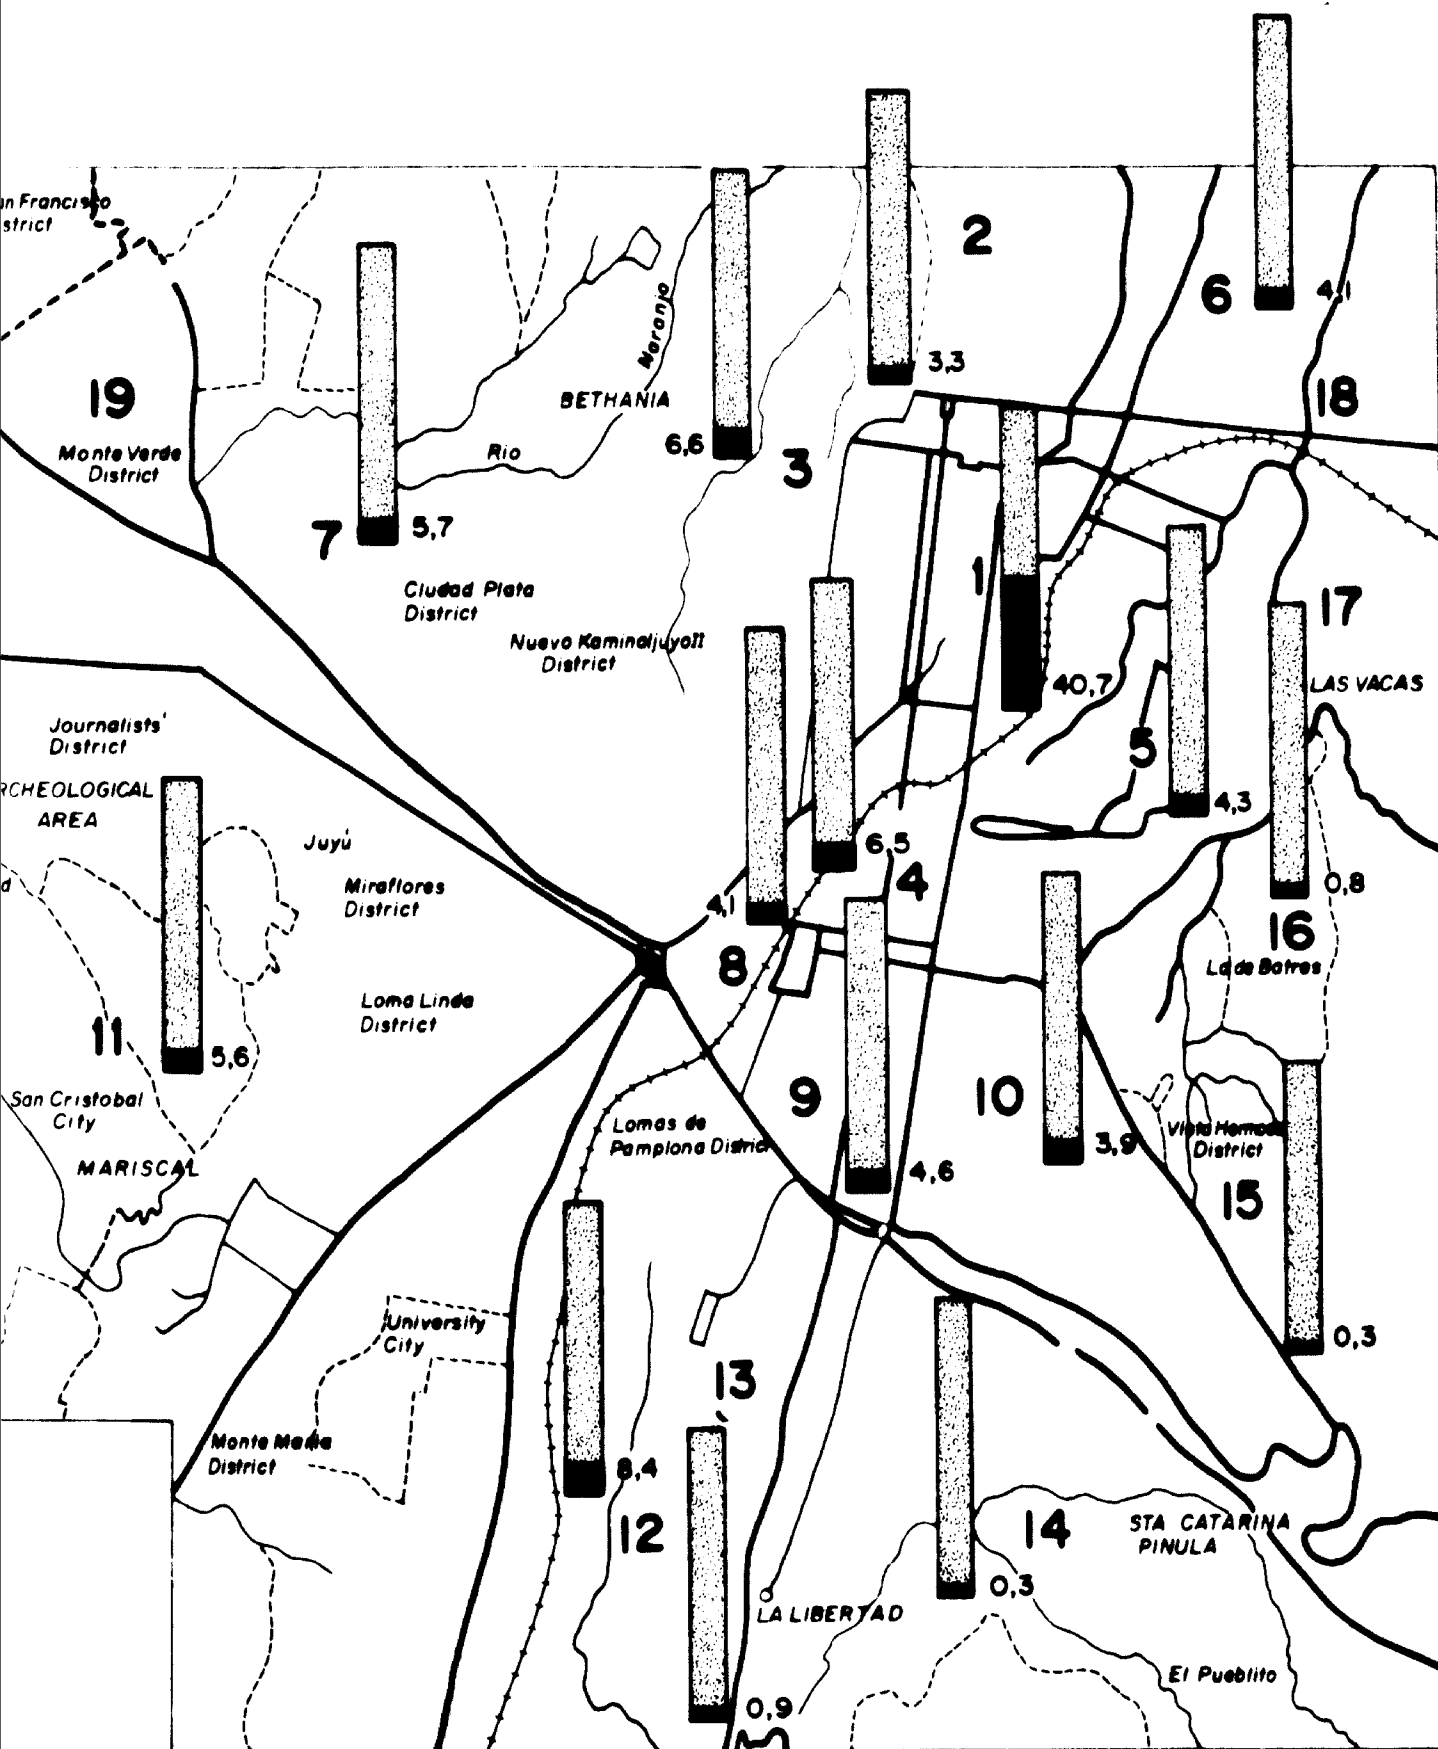 an Francisco
strict
2
6
4,1
Naranjo
3,3
19
BETHANIA
18
Monte Verde
District
Rio
6,6
3
7
5,7
1
Ciudad Plata
District
17
Nuevo Kaminaljuyo II
District
40,7
LAS VACAS
Journalists'
District
5
RCHEOLOGICAL
AREA
4,3
Juyú
6,5
d
Miraflores
District
4
0,8
4,1
16
8
La de Batres
Loma Linda
District
11
5,6
San Cristobal
City
9
10
Lomas de
Pamplona District
Vista Hermosa
District
3,9
MARISCAL
4,6
15
University
City
0,3
13
Monte Maria
District
8,4
12
14
STA CATARINA
PINULA
0,3
LA LIBERTAD
El Pueblito
0,9